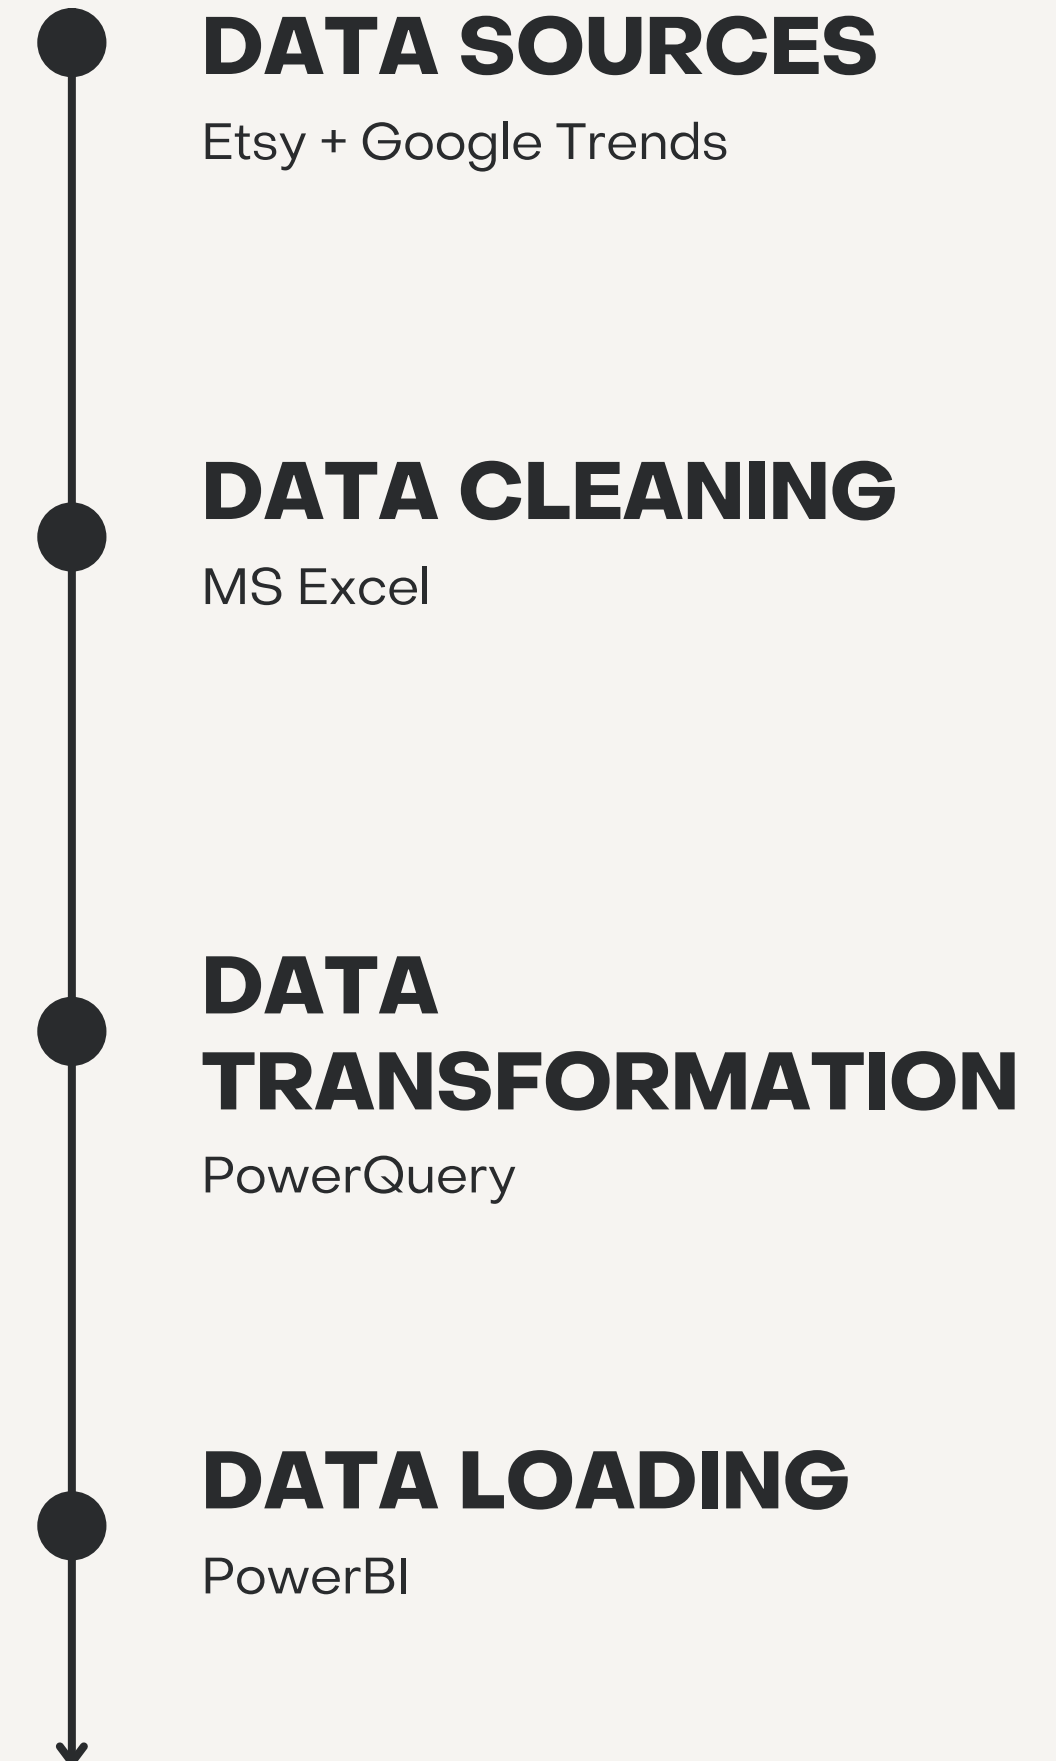 DATA SOURCES
Etsy + Google Trends
DATA CLEANING
MS Excel
DATA
TRANSFORMATION
PowerQuery
DATA LOADING
PowerBI